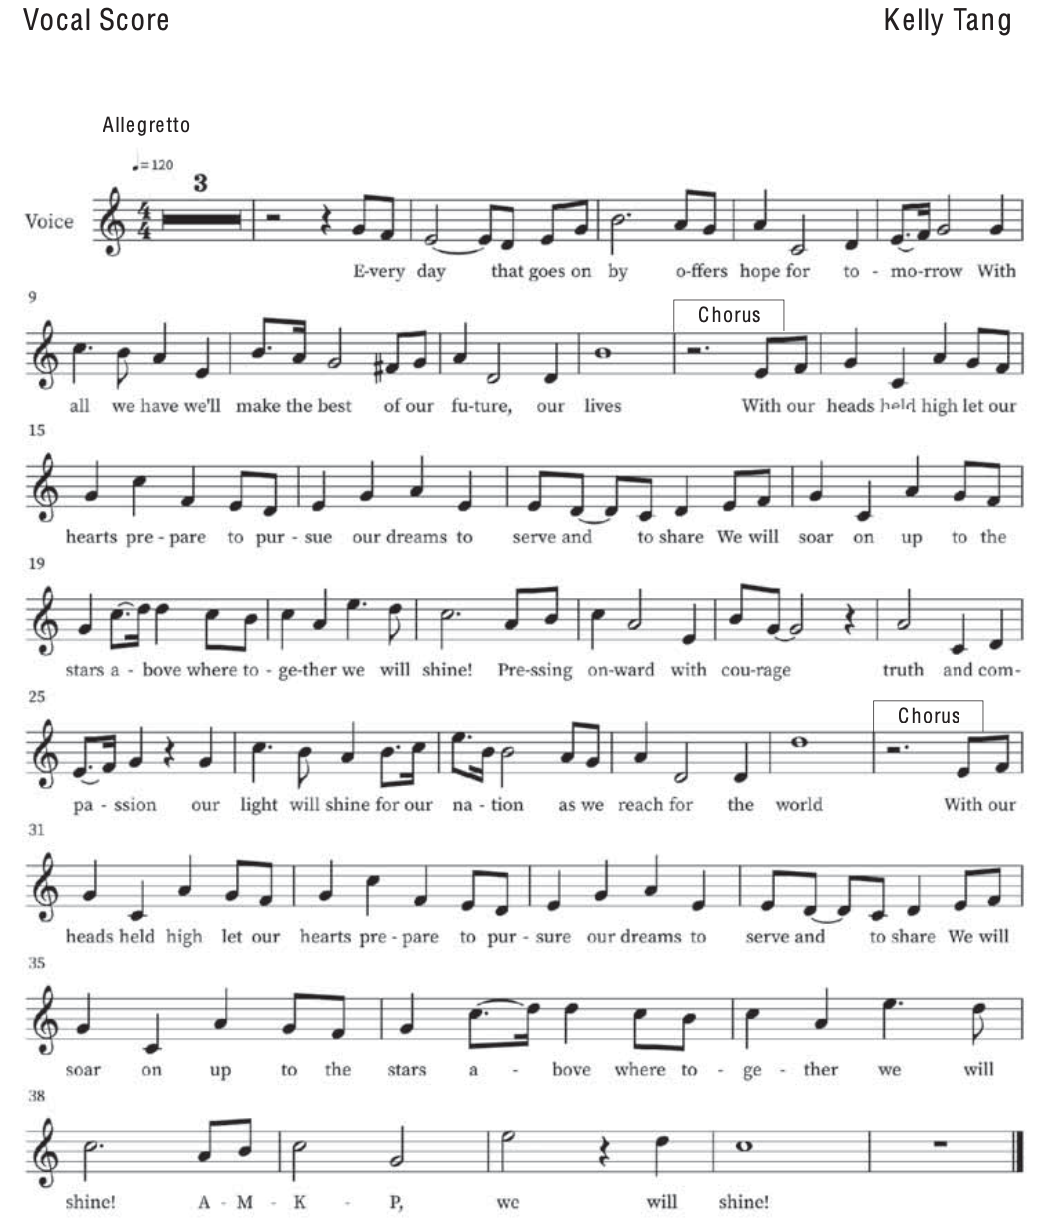 Vocal Score Kelly Tang
Allegretto
♩= 120
3
Voice
E-very day that goes on by o-ffers hope for to - mo-rrow With
9
Chorus
all we have we'll make the best of our fu-ture, our lives With our heads held high let our
15
hearts pre - pare to pur - sue our dreams to serve and to share We will soar on up to the
19
stars a - bove where to - ge-ther we will shine! Pre-ssing on-ward with cou-rage truth and com-
25
Chorus
pa - ssion our light will shine for our na - tion as we reach for the world With our
31
heads held high let our hearts pre - pare to pur - sure our dreams to serve and to share We will
35
soar on up to the stars a - bove where to - ge - ther we will
38
shine! A - M - K - P, we will shine!